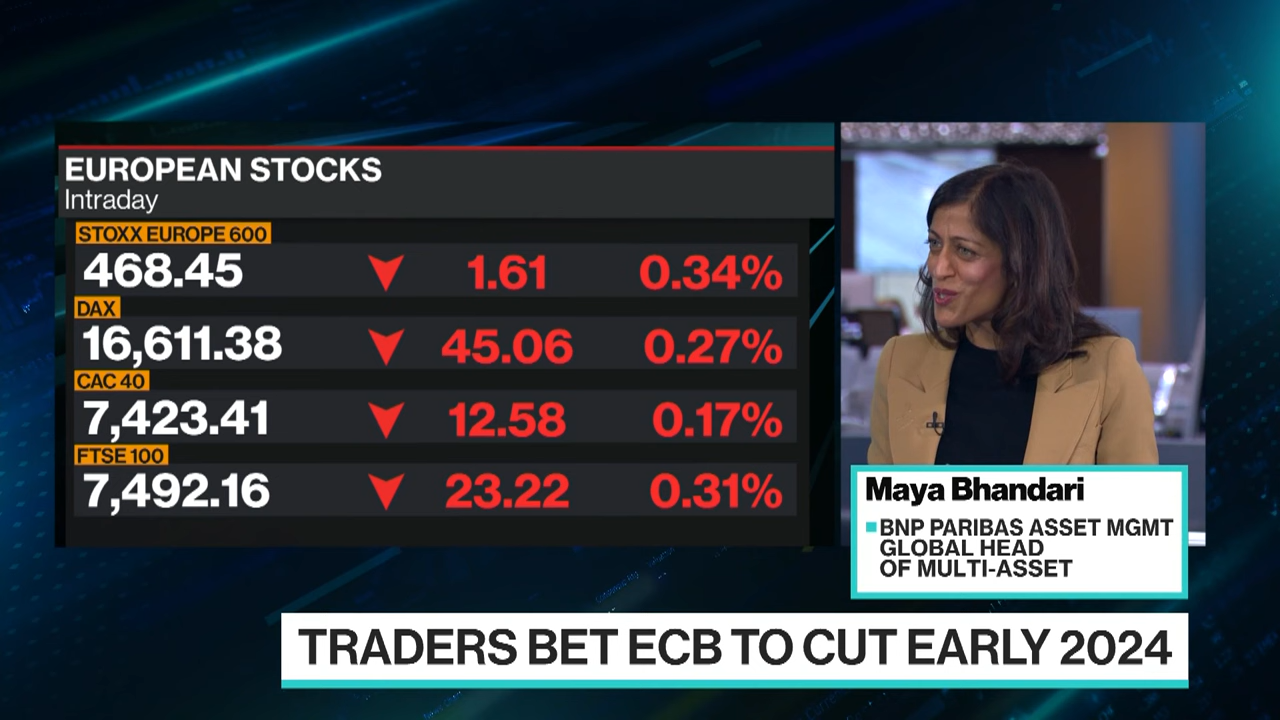 EUROPEAN STOCKS
Intraday
STOXX EUROPE 600
468.45 1.61 0.34%
DAX
16,611.38 45.06 0.27%
CAC 40
7,423.41 12.58 0.17%
FTSE 100
7,492.16 23.22 0.31%
Maya Bhandari
BNP PARIBAS ASSET MGMT
GLOBAL HEAD
OF MULTI-ASSET
TRADERS BET ECB TO CUT EARLY 2024